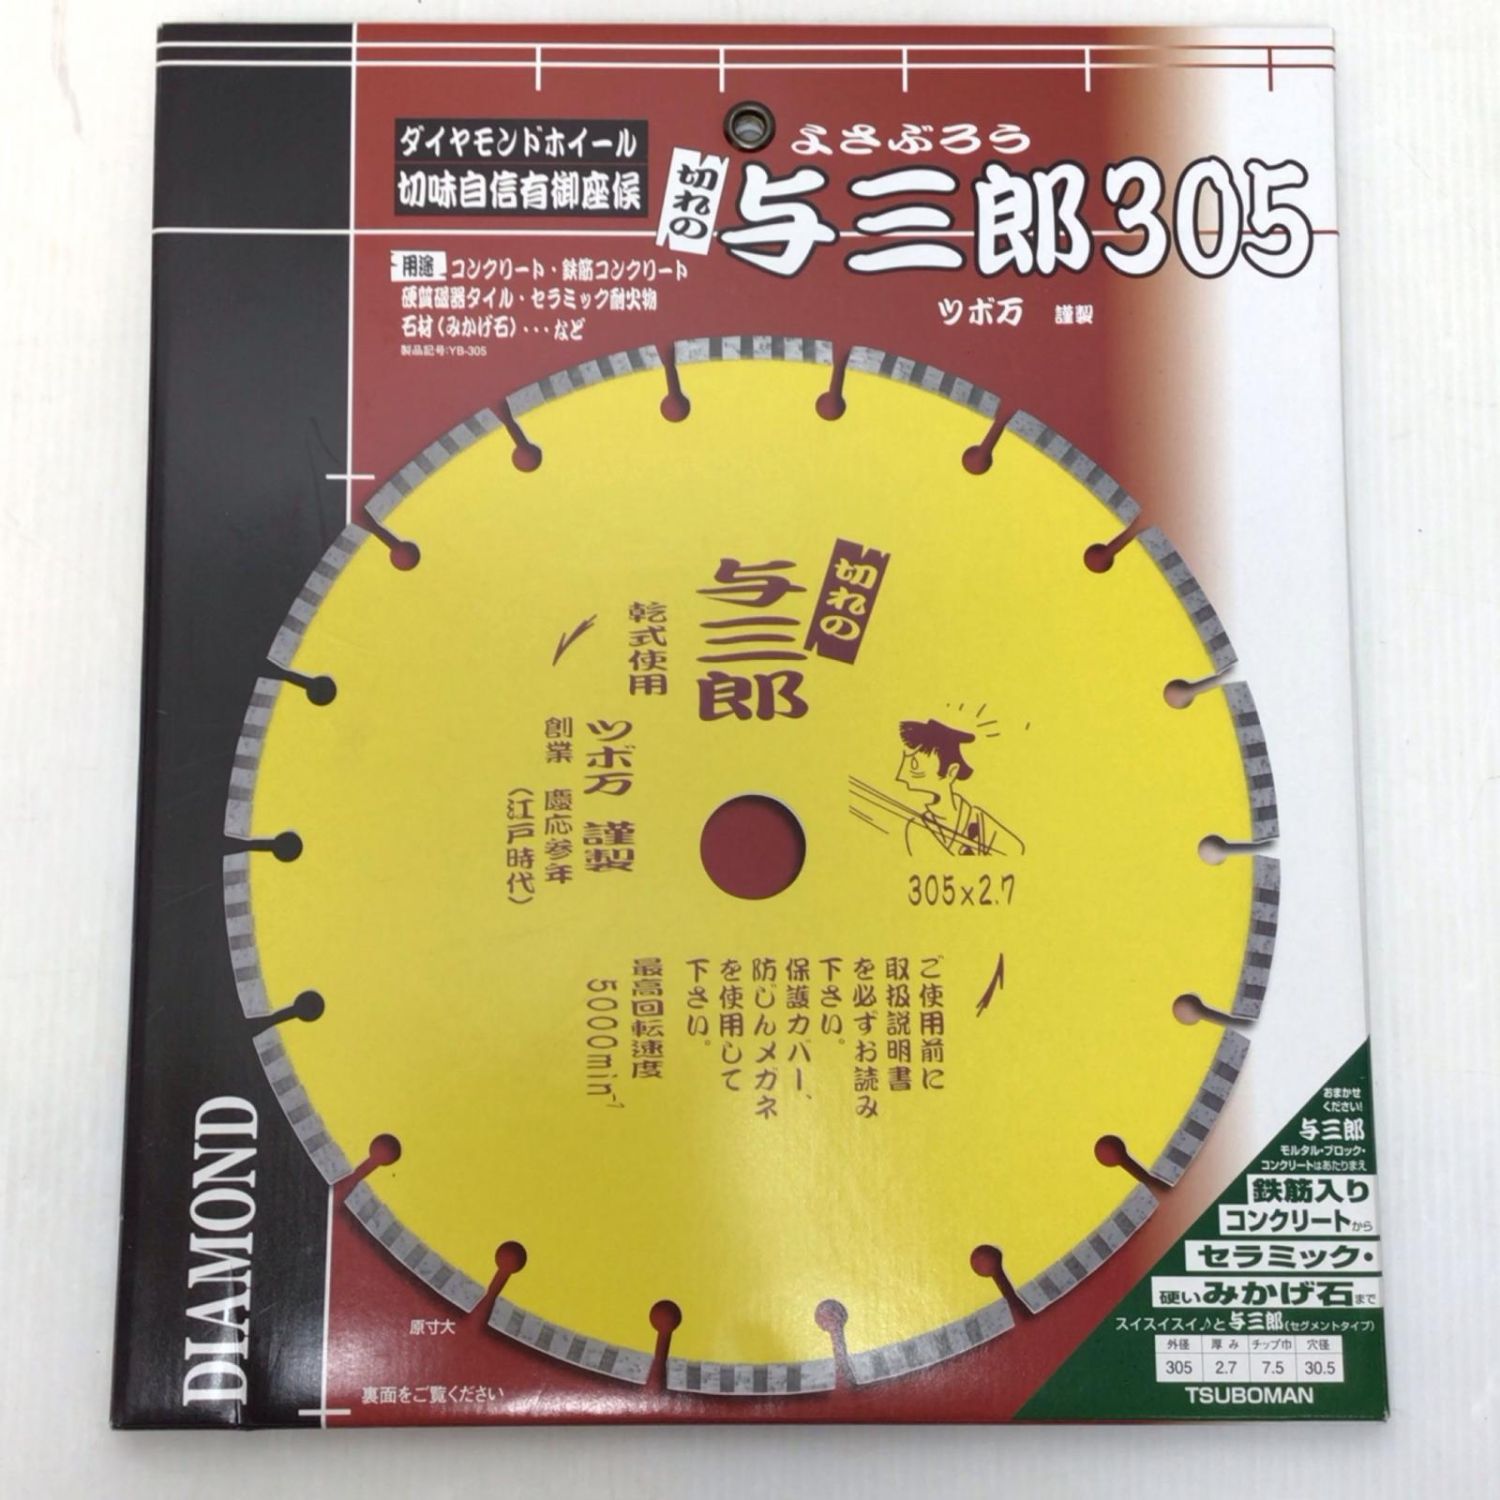 ダイヤモンドホイール
切味自信有御座候
よさぶろう
切れの
与三郎305
用途 コンクリート・鉄筋コンクリート
硬質磁器タイル・セラミック耐火物
石材(みかげ石)・・・など
製品記号:YB-305
ツボ万 謹製
切れの
与三郎
乾式使用
ツボ万 謹製
創業 慶応参年
(江戸時代)
305×2.7
ご使用前に
取扱説明書
を必ずお読み
下さい。
保護カバー、
防じんメガネ
を使用して
下さい。
最高回転速度
5000min⁻¹
DIAMOND
原寸大
裏面をご覧ください
おまかせ
ください!
与三郎
モルタル・ブロック・
コンクリートはあたりまえ
鉄筋入り
コンクリートから
セラミック・
硬いみかげ石まで
スイスイスイ♪と与三郎(セグメントタイプ)
外径 厚み チップ巾 穴径
305 2.7 7.5 30.5
TSUBOMAN